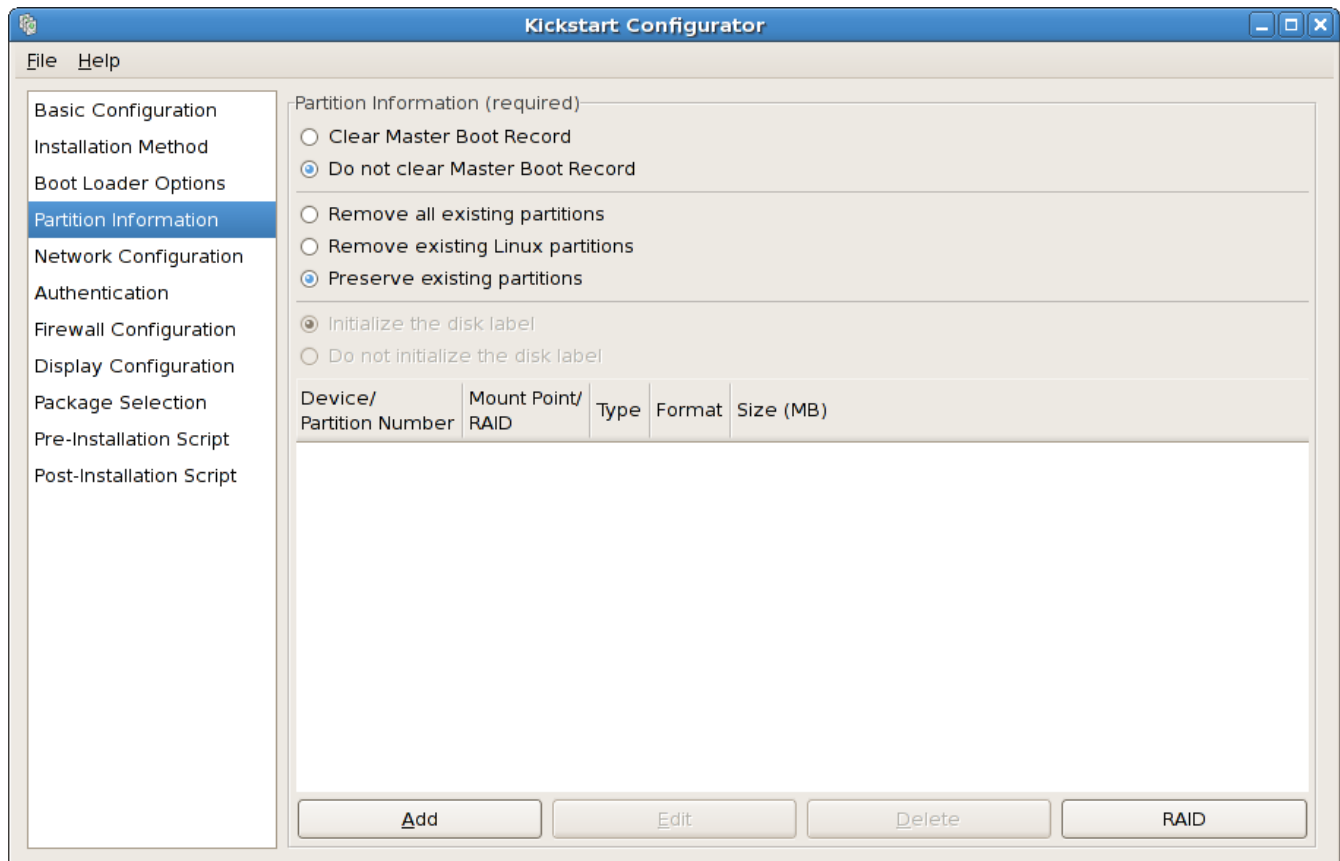 Kickstart Configurator
File Help
Basic Configuration
Installation Method
Boot Loader Options
Partition Information
Network Configuration
Authentication
Firewall Configuration
Display Configuration
Package Selection
Pre-Installation Script
Post-Installation Script
Partition Information (required)
Clear Master Boot Record
Do not clear Master Boot Record
Remove all existing partitions
Remove existing Linux partitions
Preserve existing partitions
Initialize the disk label
Do not initialize the disk label
Device/
Partition Number
Mount Point/
RAID
Type
Format
Size (MB)
Add
Edit
Delete
RAID